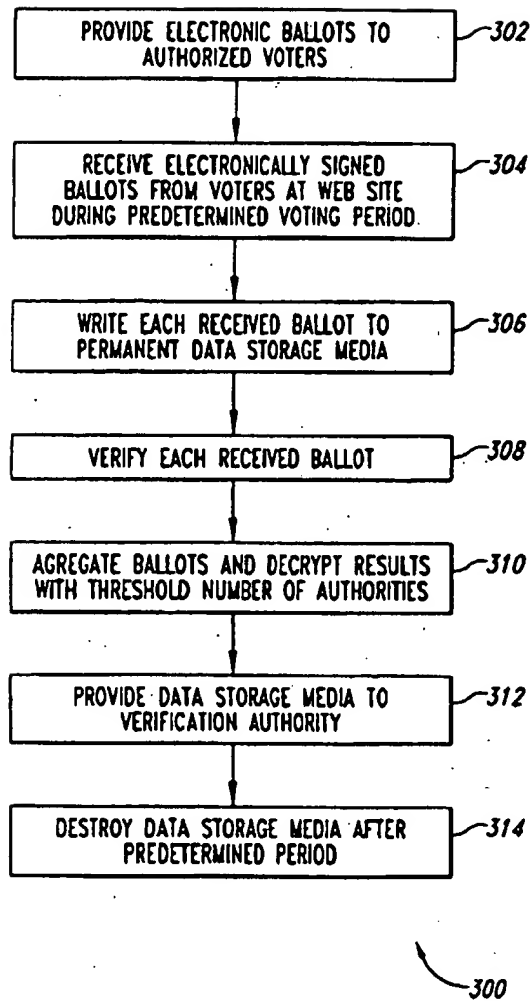 PROVIDE ELECTRONIC BALLOTS TO
AUTHORIZED VOTERS
302
RECEIVE ELECTRONICALLY SIGNED
BALLOTS FROM VOTERS AT WEB SITE
DURING PREDETERMINED VOTING PERIOD
304
WRITE EACH RECEIVED BALLOT TO
PERMANENT DATA STORAGE MEDIA
306
VERIFY EACH RECEIVED BALLOT
308
AGREGATE BALLOTS AND DECRYPT RESULTS
WITH THRESHOLD NUMBER OF AUTHORITIES
310
PROVIDE DATA STORAGE MEDIA TO
VERIFICATION AUTHORITY
312
DESTROY DATA STORAGE MEDIA AFTER
PREDETERMINED PERIOD
314
300